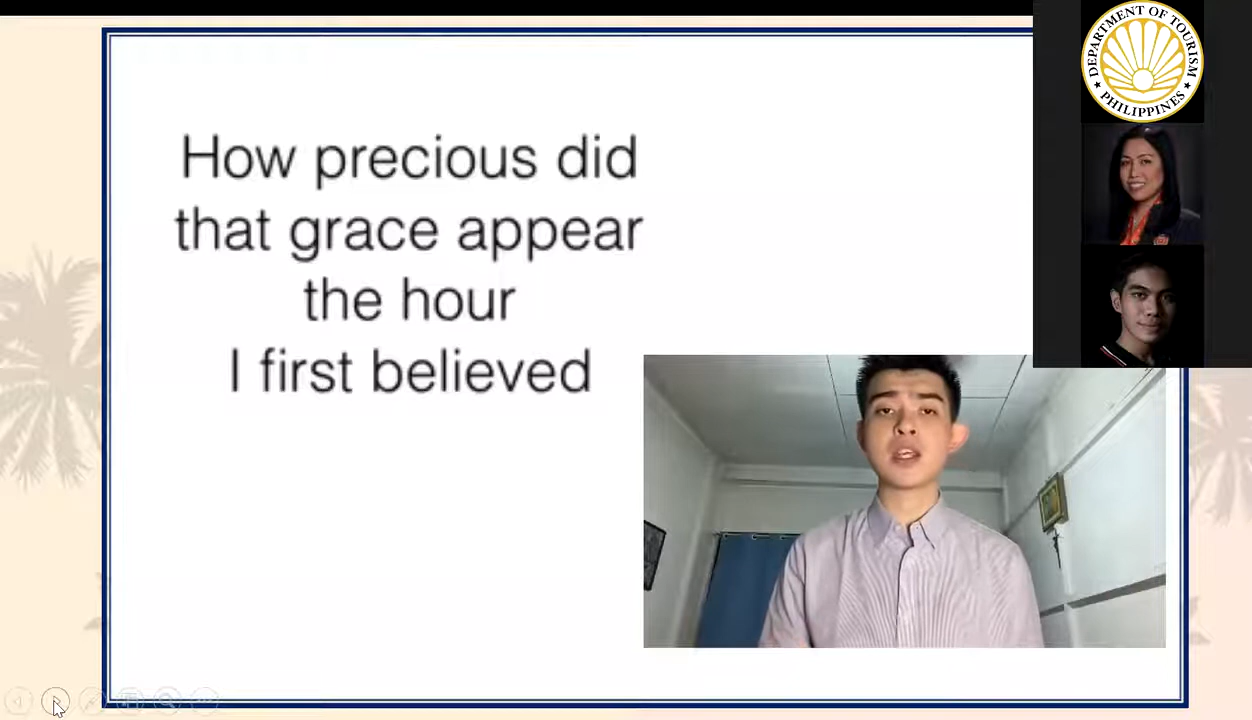 How precious did
that grace appear
the hour
I first believed
DEPARTMENT OF TOURISM
PHILIPPINES